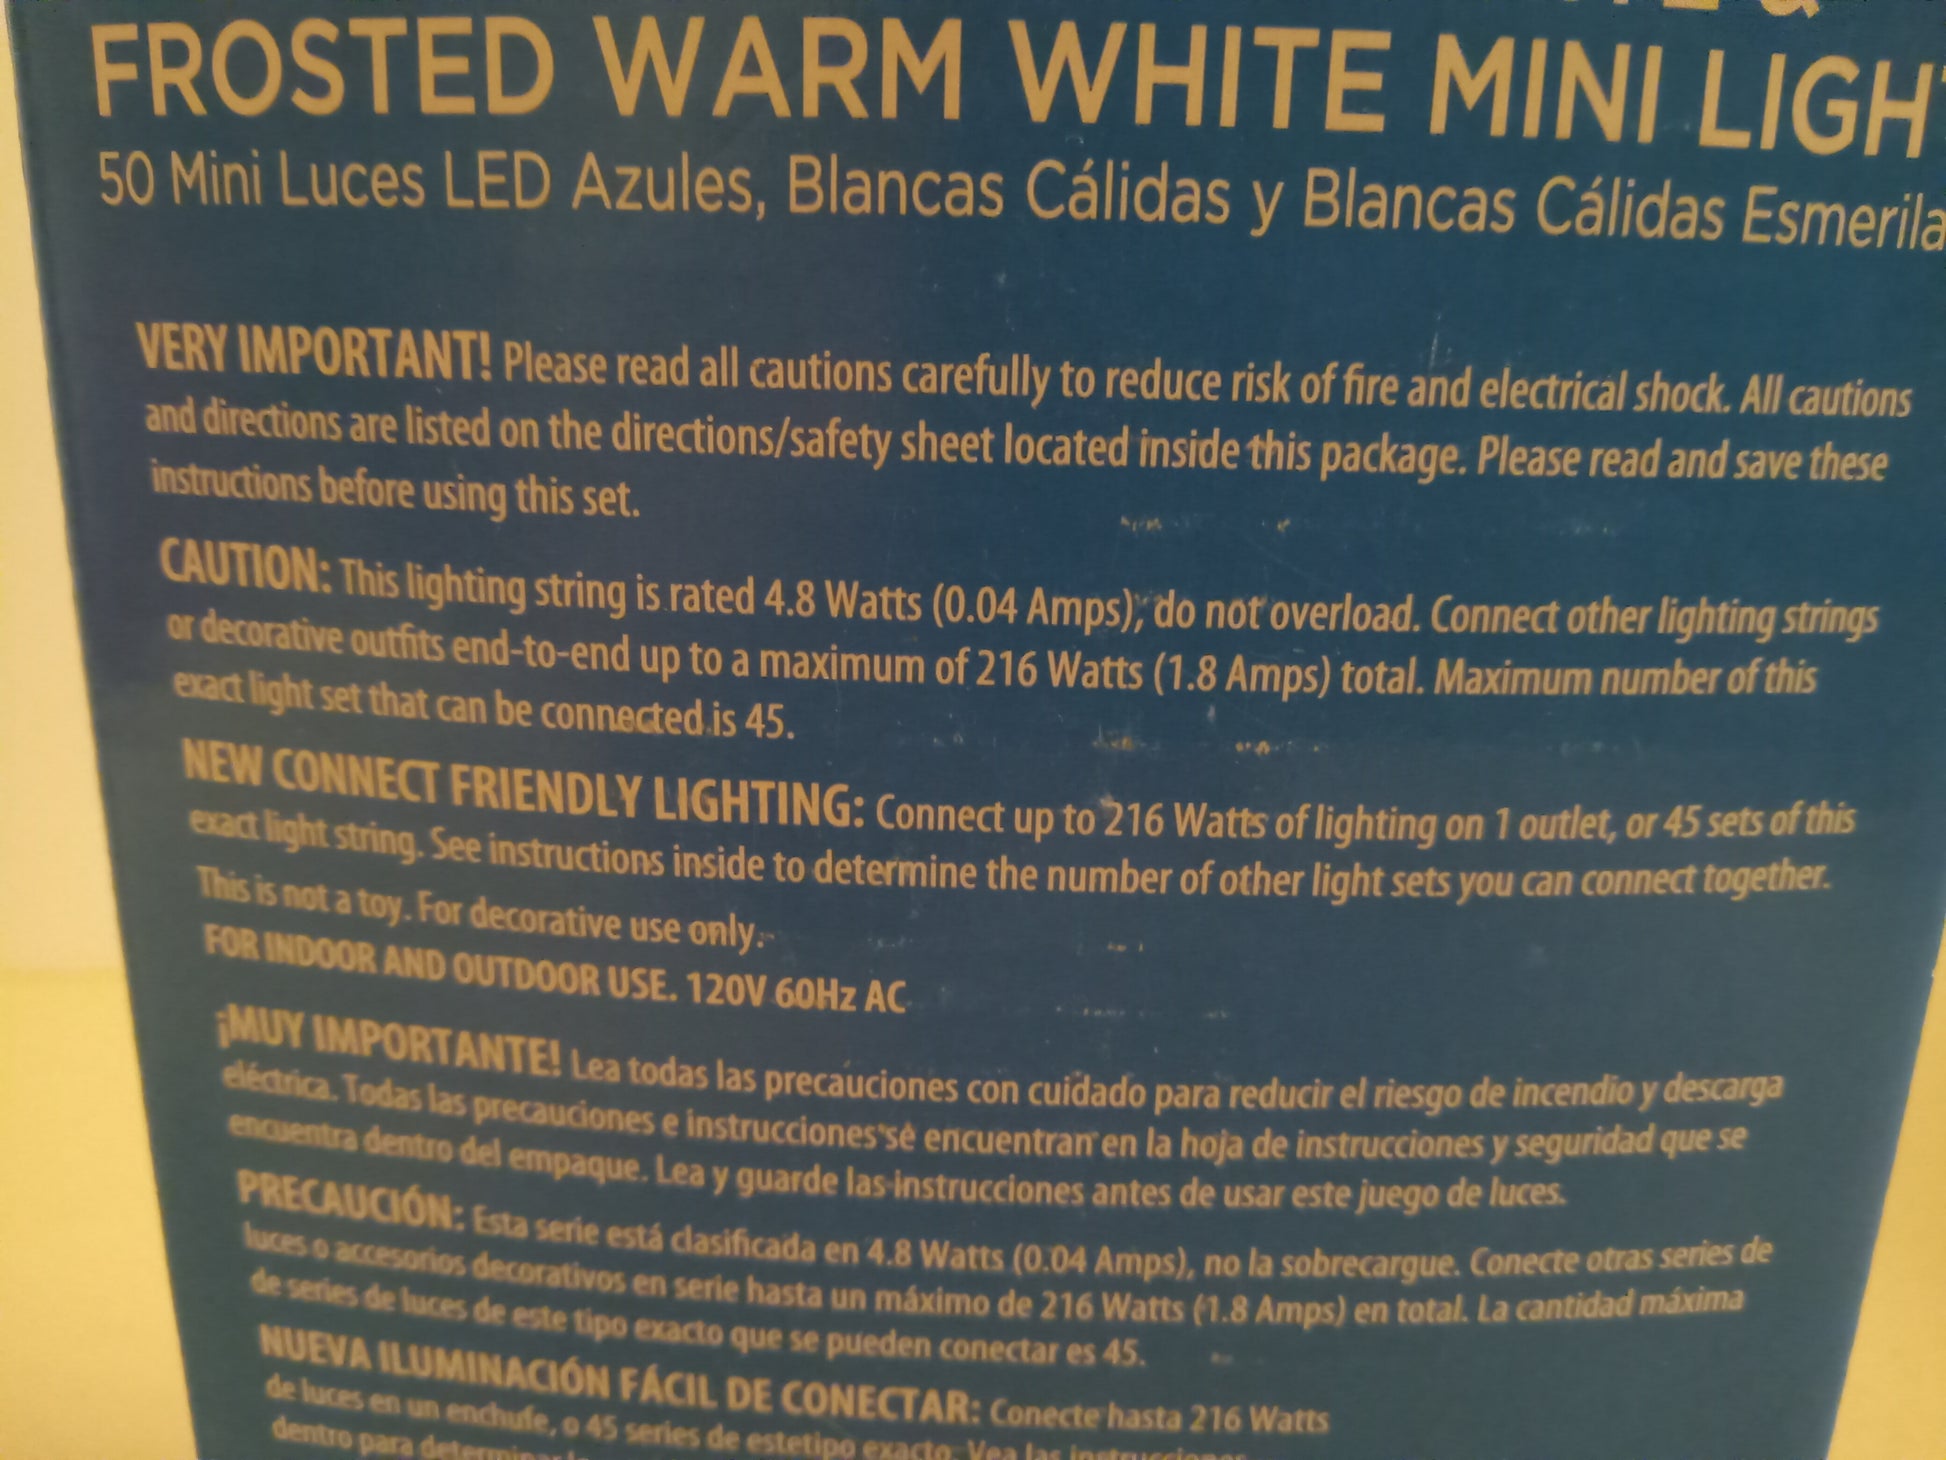 FROSTED WARM WHITE MINI LIGHT
50 Mini Luces LED Azules, Blancas Cálidas y Blancas Cálidas Esmerila
VERY IMPORTANT! Please read all cautions carefully to reduce risk of fire and electrical shock. All cautions
and directions are listed on the directions/safety sheet located inside this package. Please read and save these
instructions before using this set.
CAUTION: This lighting string is rated 4.8 Watts (0.04 Amps), do not overload. Connect other lighting strings
or decorative outfits end-to-end up to a maximum of 216 Watts (1.8 Amps) total. Maximum number of this
exact light set that can be connected is 45.
NEW CONNECT FRIENDLY LIGHTING: Connect up to 216 Watts of lighting on 1 outlet, or 45 sets of this
exact light string. See instructions inside to determine the number of other light sets you can connect together.
This is not a toy. For decorative use only.
FOR INDOOR AND OUTDOOR USE. 120V 60Hz AC
¡MUY IMPORTANTE! Lea todas las precauciones con cuidado para reducir el riesgo de incendio y descarga
eléctrica. Todas las precauciones e instrucciones se encuentran en la hoja de instrucciones y seguridad que se
encuentra dentro del empaque. Lea y guarde las instrucciones antes de usar este juego de luces.
PRECAUCIÓN: Esta serie está clasificada en 4.8 Watts (0.04 Amps), no la sobrecargue. Conecte otras series de
luces o accesorios decorativos en serie hasta un máximo de 216 Watts (1.8 Amps) en total. La cantidad máxima
de series de luces de este tipo exacto que se pueden conectar es 45.
NUEVA ILUMINACIÓN FÁCIL DE CONECTAR: Conecte hasta 216 Watts
de luces en un enchufe, o 45 series de estetipo exacto. Vea las instrucciones
dentro para determinar